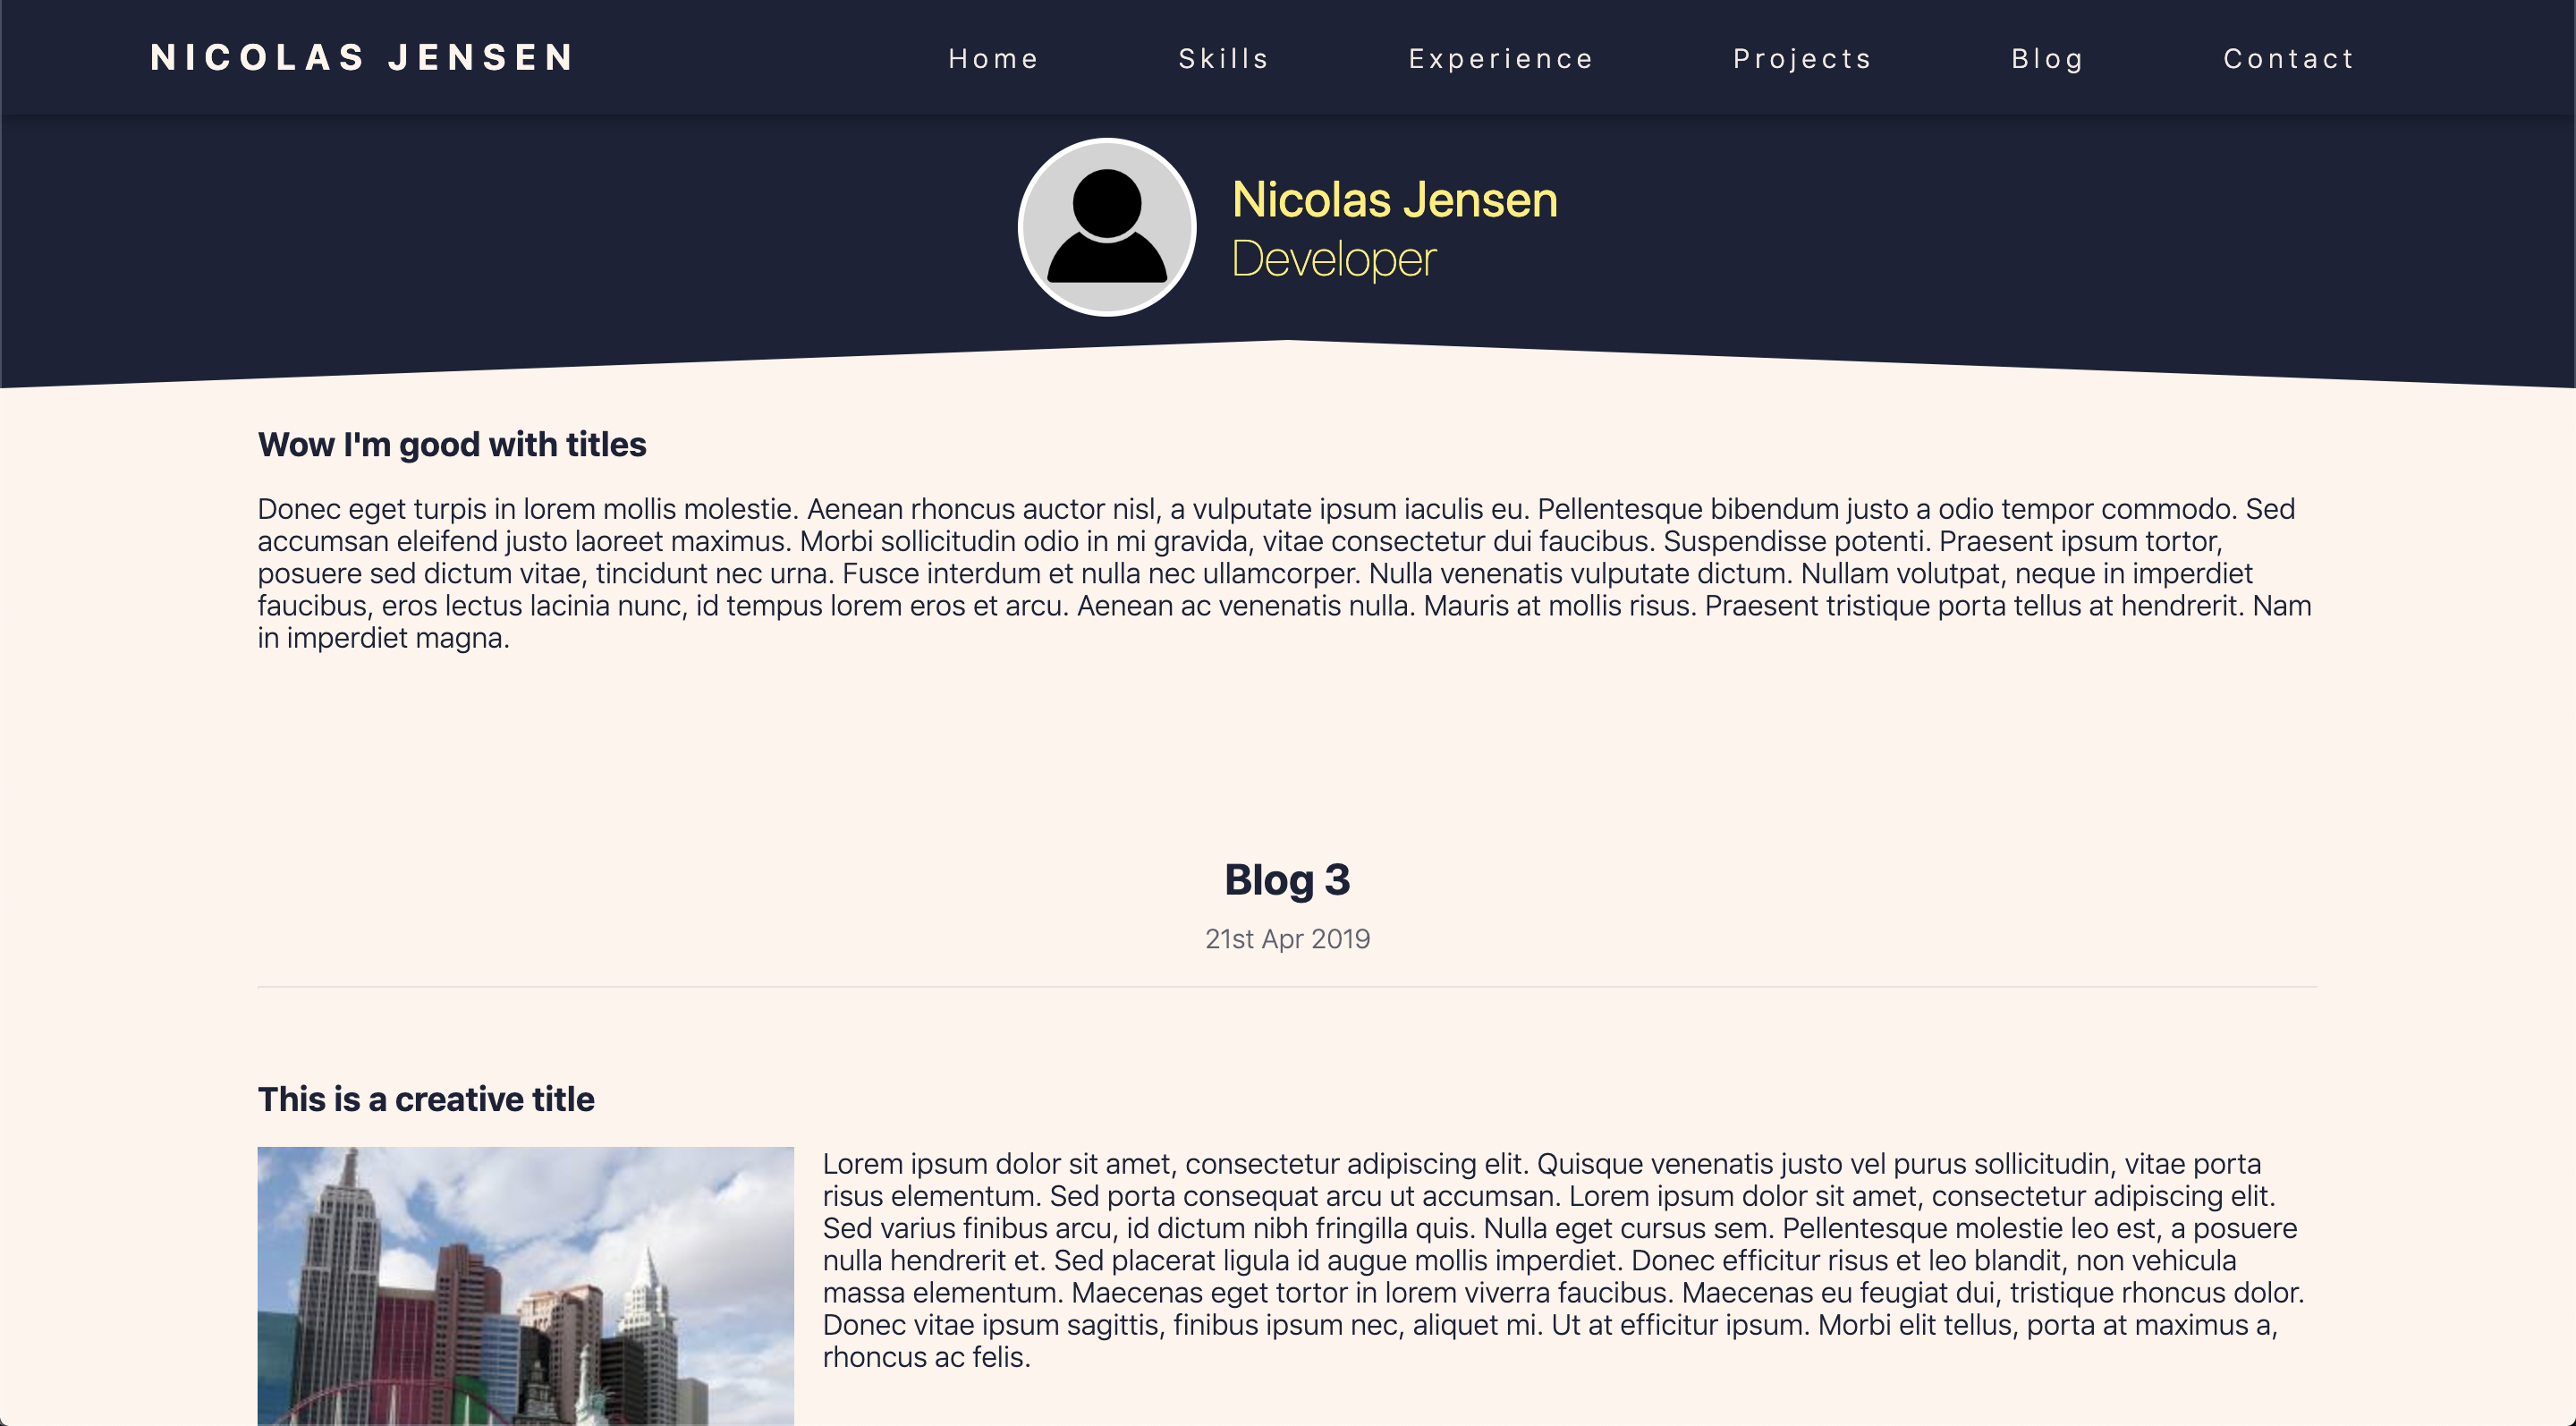 NICOLAS JENSEN
Home Skills Experience Projects Blog Contact
Nicolas Jensen
Developer
Wow I'm good with titles
Donec eget turpis in lorem mollis molestie. Aenean rhoncus auctor nisl, a vulputate ipsum iaculis eu. Pellentesque bibendum justo a odio tempor commodo. Sed
accumsan eleifend justo laoreet maximus. Morbi sollicitudin odio in mi gravida, vitae consectetur dui faucibus. Suspendisse potenti. Praesent ipsum tortor,
posuere sed dictum vitae, tincidunt nec urna. Fusce interdum et nulla nec ullamcorper. Nulla venenatis vulputate dictum. Nullam volutpat, neque in imperdiet
faucibus, eros lectus lacinia nunc, id tempus lorem eros et arcu. Aenean ac venenatis nulla. Mauris at mollis risus. Praesent tristique porta tellus at hendrerit. Nam
in imperdiet magna.
Blog 3
21st Apr 2019
This is a creative title
Lorem ipsum dolor sit amet, consectetur adipiscing elit. Quisque venenatis justo vel purus sollicitudin, vitae porta
risus elementum. Sed porta consequat arcu ut accumsan. Lorem ipsum dolor sit amet, consectetur adipiscing elit.
Sed varius finibus arcu, id dictum nibh fringilla quis. Nulla eget cursus sem. Pellentesque molestie leo est, a posuere
nulla hendrerit et. Sed placerat ligula id augue mollis imperdiet. Donec efficitur risus et leo blandit, non vehicula
massa elementum. Maecenas eget tortor in lorem viverra faucibus. Maecenas eu feugiat dui, tristique rhoncus dolor.
Donec vitae ipsum sagittis, finibus ipsum nec, aliquet mi. Ut at efficitur ipsum. Morbi elit tellus, porta at maximus a,
rhoncus ac felis.